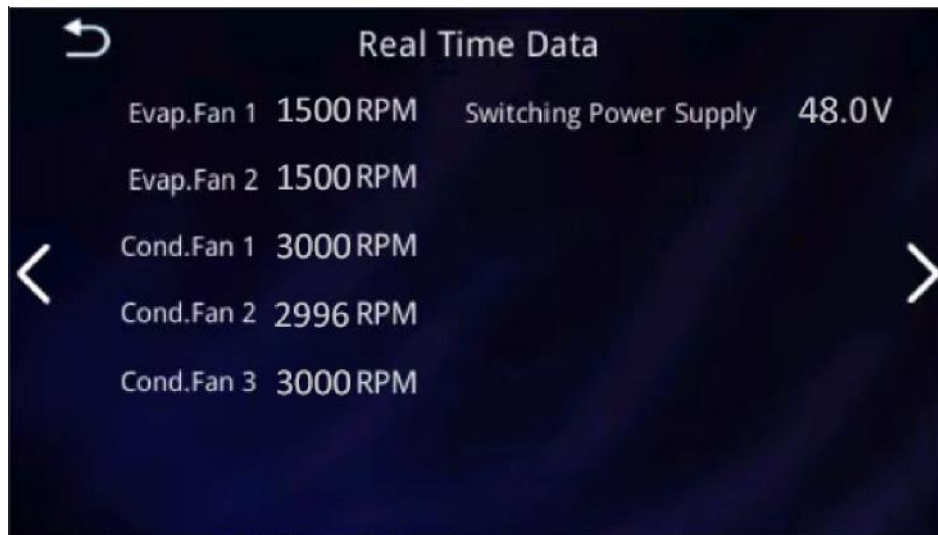 Real Time Data
Evap.Fan 1 1500 RPM Switching Power Supply 48.0 V
Evap.Fan 2 1500 RPM
Cond.Fan 1 3000 RPM
Cond.Fan 2 2996 RPM
Cond.Fan 3 3000 RPM